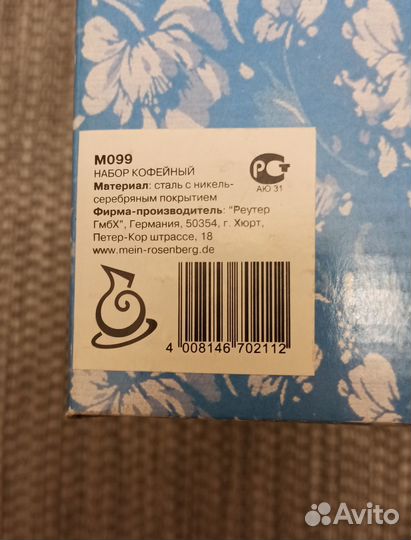 М099
НАБОР КОФЕЙНЫЙ
Материал: сталь с никель-
серебряным покрытием
Фирма-производитель: "Реутер
ГмбХ", Германия, 50354, г. Хюрт,
Петер-Кор штрассе, 18
www.mein-rosenberg.de
РСТ
АЮ 31
4 008146 702112
Avito